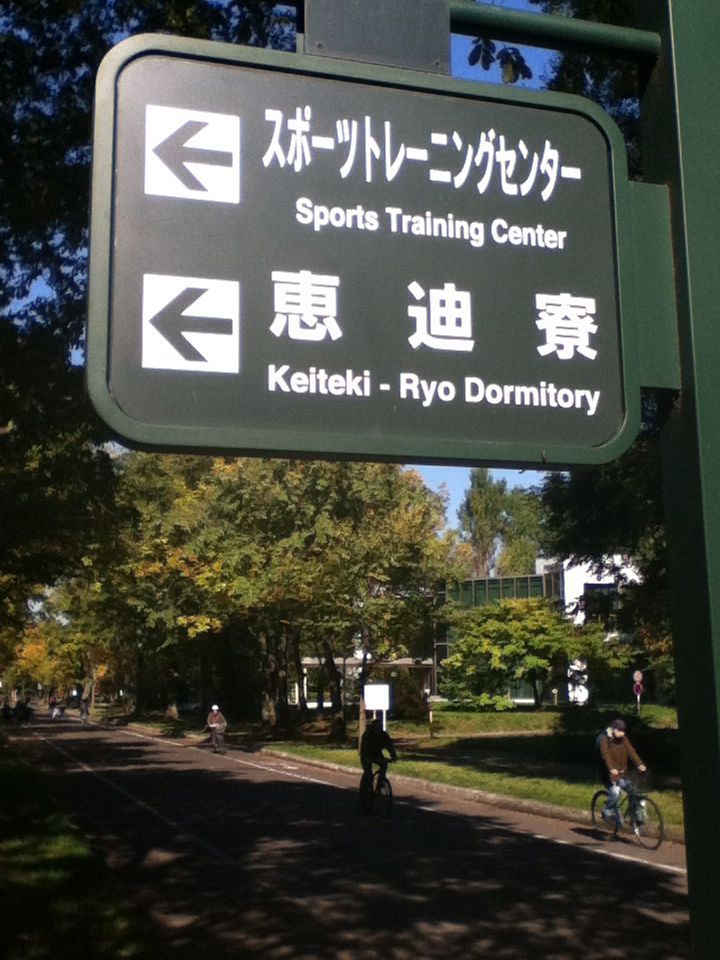 スポーツトレーニングセンター
Sports Training Center
恵迪寮
Keiteki - Ryo Dormitory